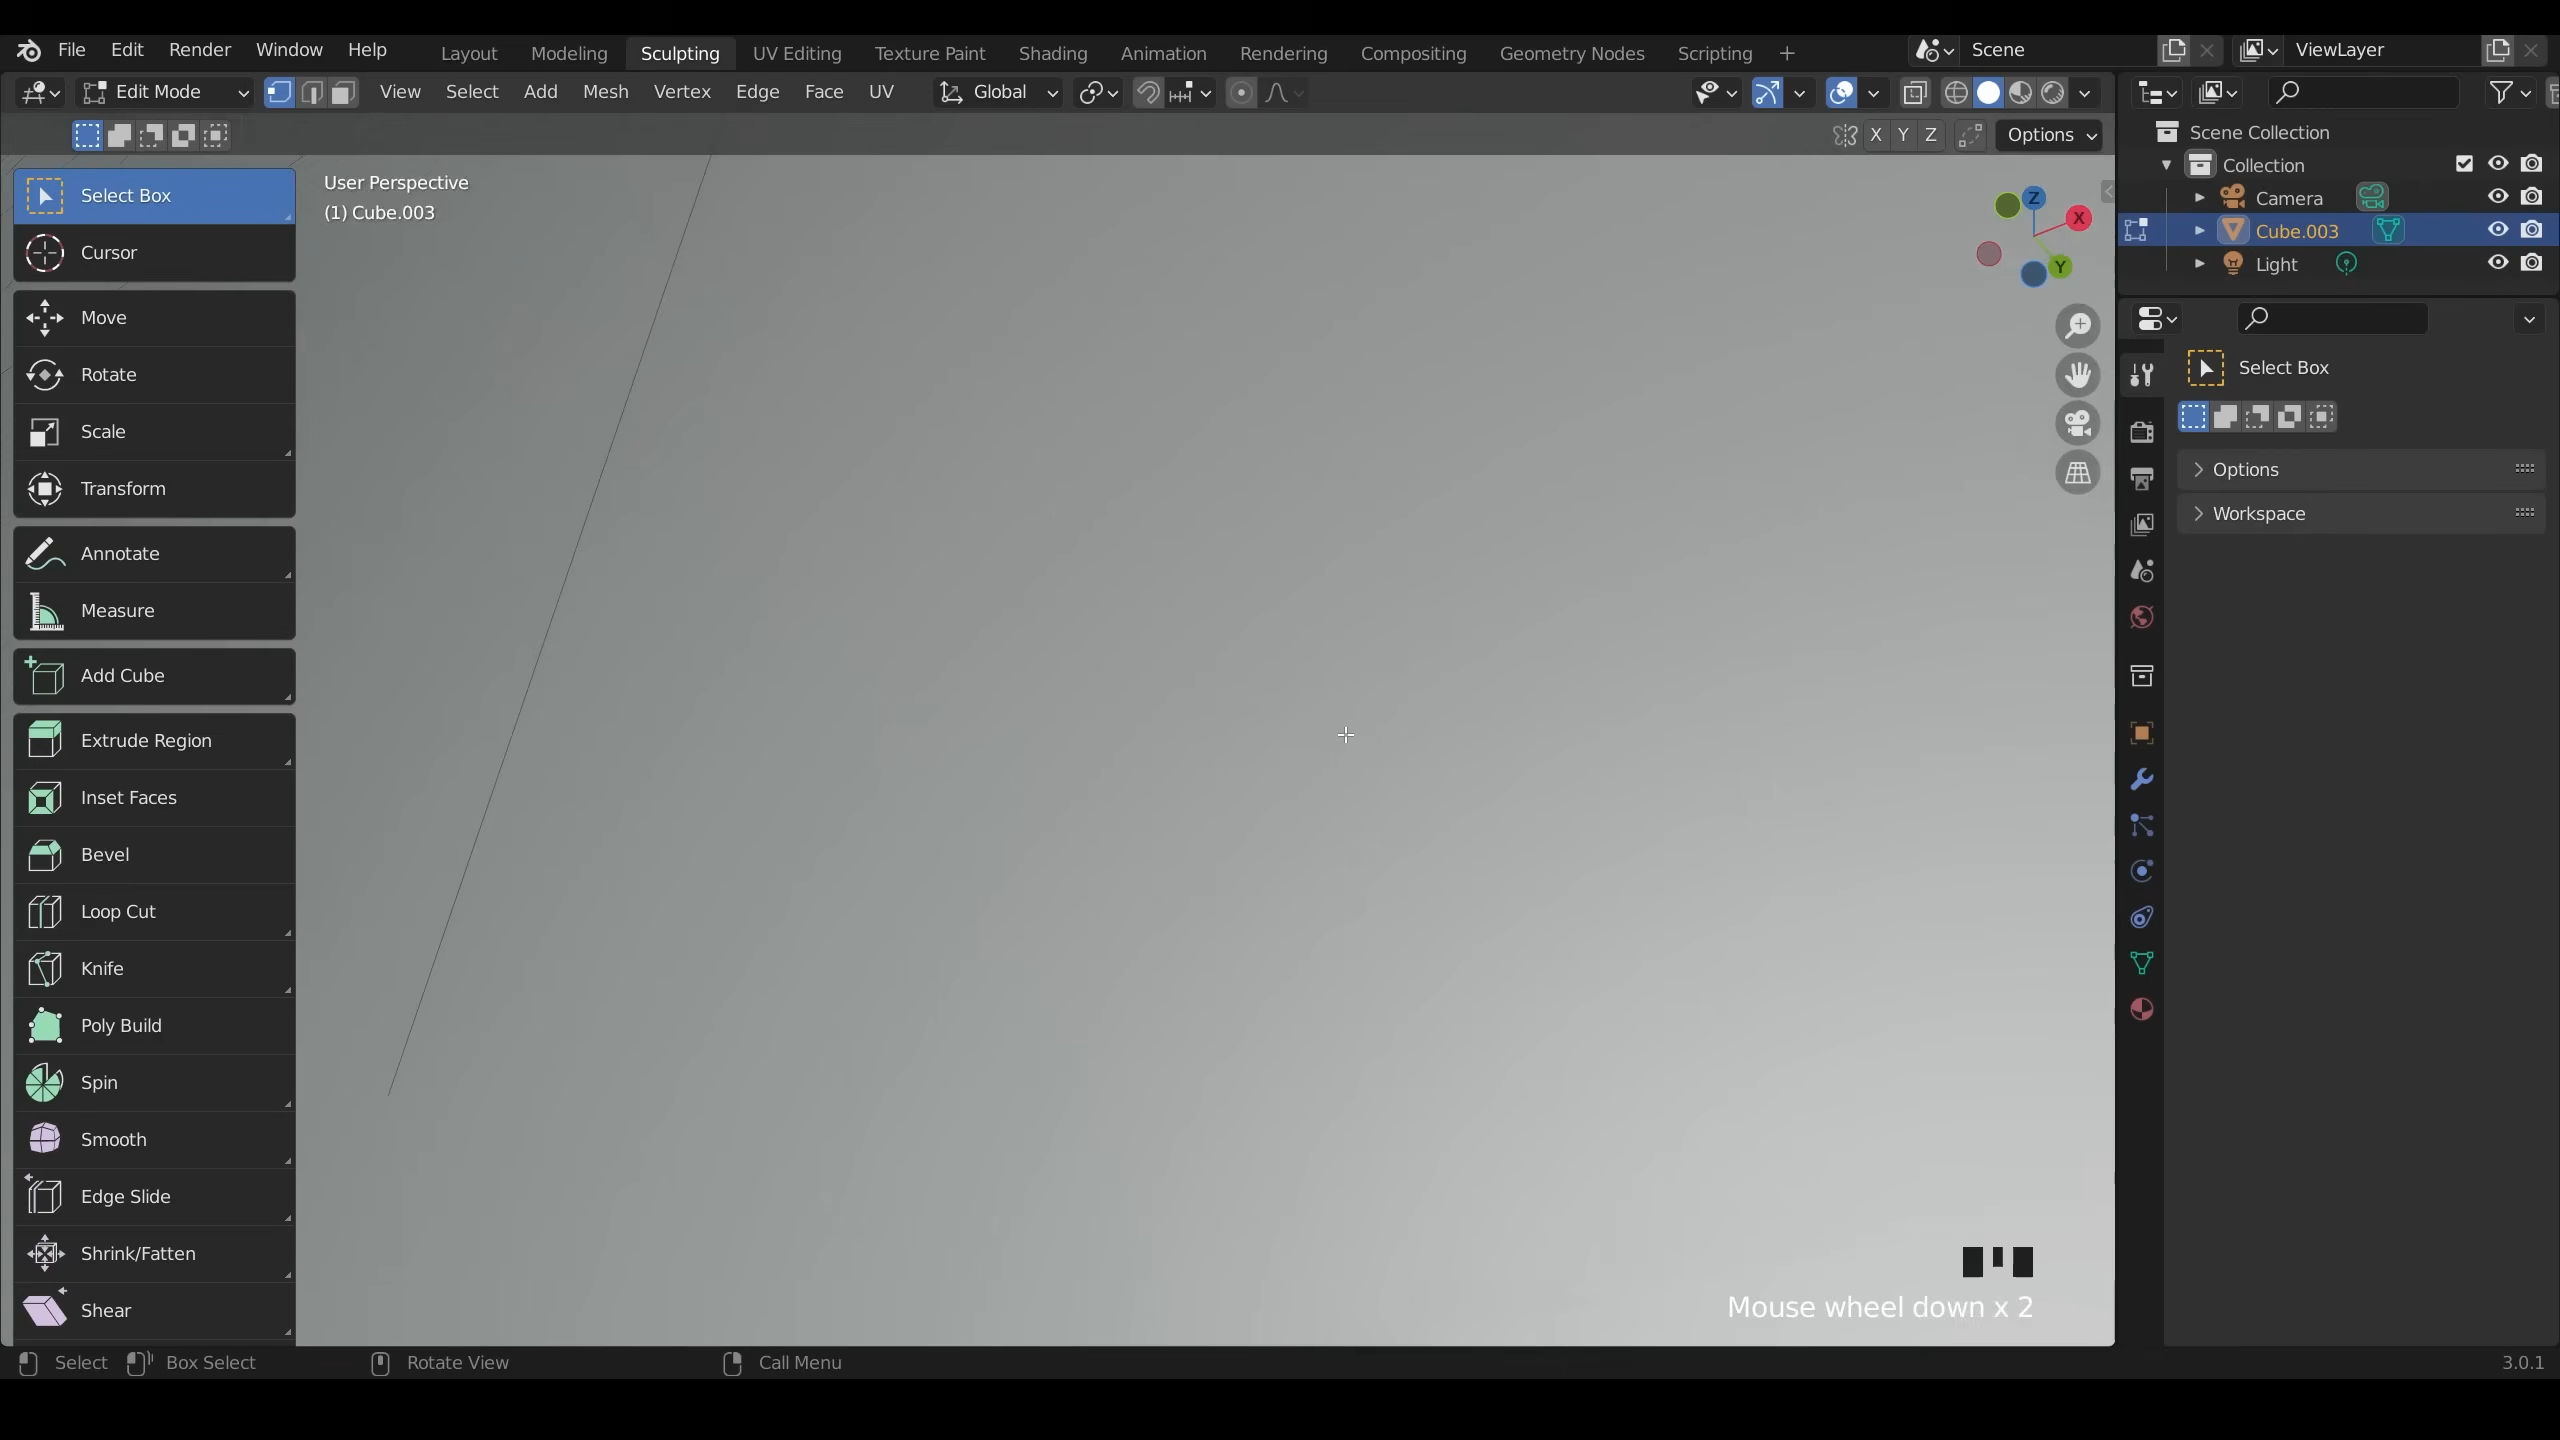 File Edit Render Window Help Layout Modeling Sculpting UV Editing Texture Paint Shading Animation Rendering Compositing Geometry Nodes Scripting + Scene ViewLayer
Edit Mode View Select Add Mesh Vertex Edge Face UV Global
X Y Z Options
Scene Collection
Collection
Camera
Cube.003
Light
User Perspective
(1) Cube.003
Z
X
Y
Select Box
Cursor
Move
Rotate
Scale
Transform
Annotate
Measure
Add Cube
Extrude Region
Inset Faces
Bevel
Loop Cut
Knife
Poly Build
Spin
Smooth
Edge Slide
Shrink/Fatten
Shear
Select Box
Options
Workspace
Mouse wheel down x 2
Select Box Select Rotate View Call Menu 3.0.1